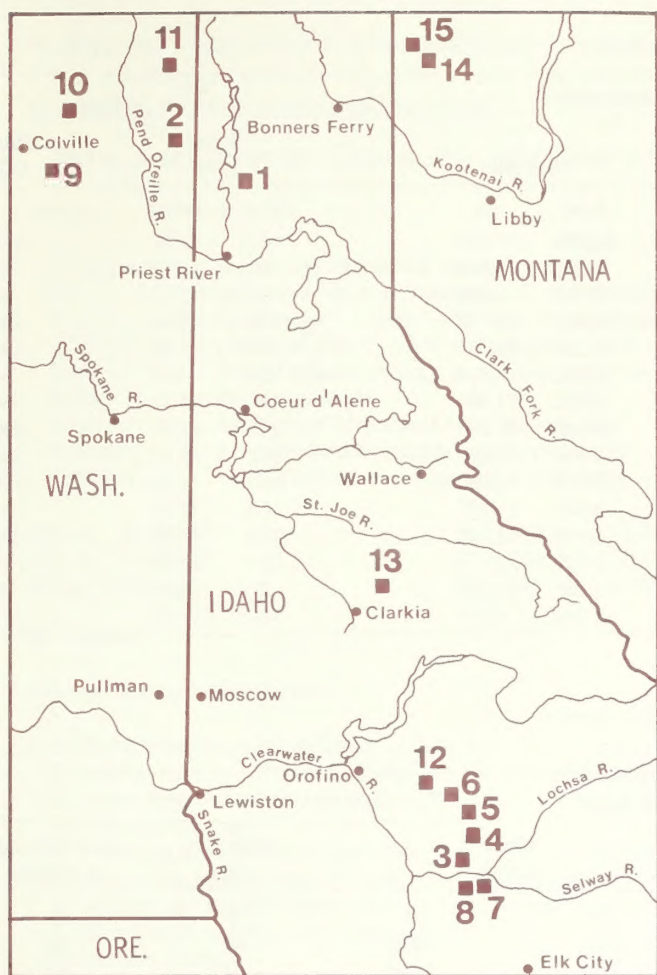 15
11
14
10
2
Bonners Ferry
Pend Oreille R.
Colville
9
1
Kootenai R.
Libby
Priest River
MONTANA
Clark Fork R.
Spokane R.
Coeur d'Alene
Spokane
Wallace
WASH.
St. Joe R.
13
IDAHO
Clarkia
Pullman
Moscow
Clearwater R.
Orofino
12
6
Lochsa R.
5
Lewiston
4
Snake R.
3
Selway R.
8
7
ORE.
Elk City